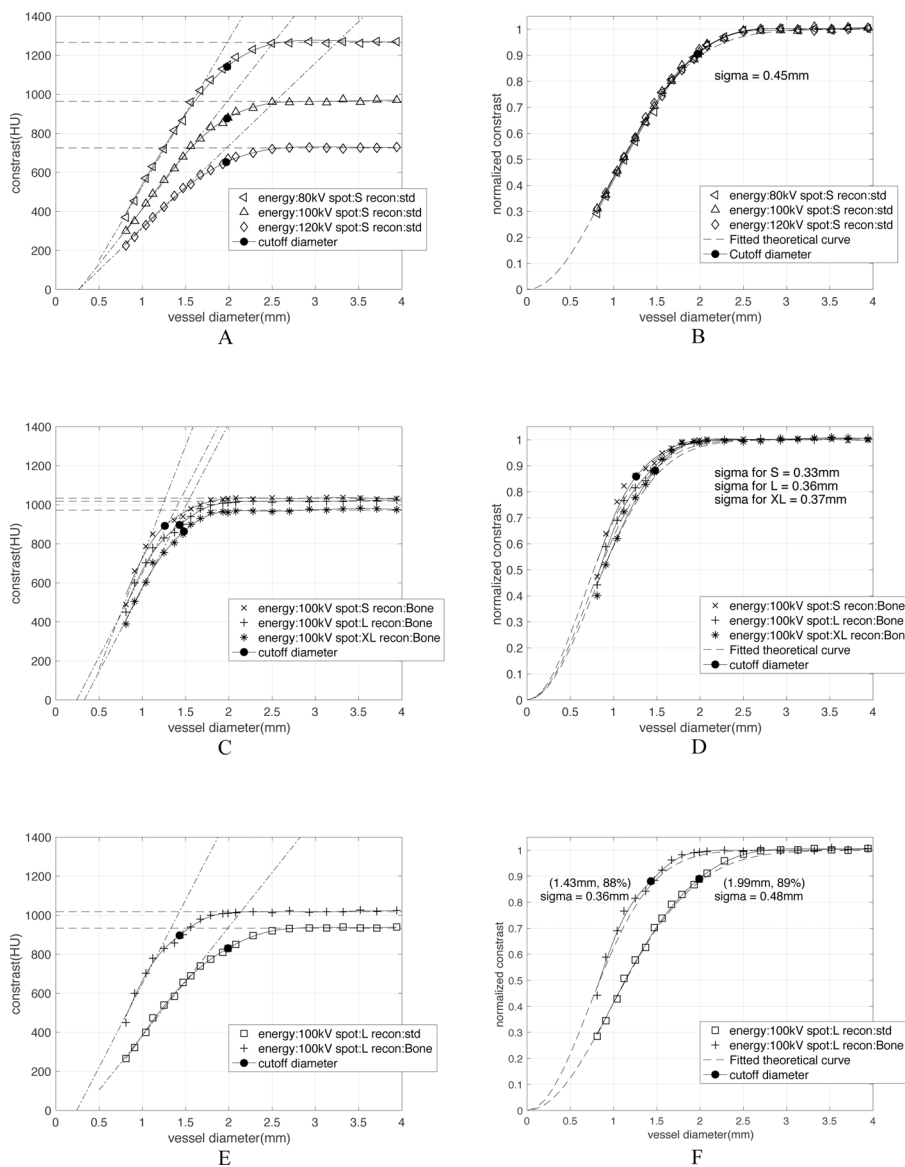 1400
1200
1000
800
600
400
200
0
constrast(HU)
energy:80kV spot:S recon:std
energy:100kV spot:S recon:std
energy:120kV spot:S recon:std
cutoff diameter
0 0.5 1 1.5 2 2.5 3 3.5 4
vessel diameter(mm)
A
1
0.9
0.8
0.7
0.6
0.5
0.4
0.3
0.2
0.1
0
normalized constrast
sigma = 0.45mm
energy:80kV spot:S recon:std
energy:100kV spot:S recon:std
energy:120kV spot:S recon:std
Fitted theoretical curve
Cutoff diameter
0 0.5 1 1.5 2 2.5 3 3.5 4
vessel diameter(mm)
B
1400
1200
1000
800
600
400
200
0
constrast(HU)
energy:100kV spot:S recon:Bone
energy:100kV spot:L recon:Bone
energy:100kV spot:XL recon:Bone
cutoff diameter
0 0.5 1 1.5 2 2.5 3 3.5 4
vessel diameter(mm)
C
1
0.9
0.8
0.7
0.6
0.5
0.4
0.3
0.2
0.1
0
normalized constrast
sigma for S = 0.33mm
sigma for L = 0.36mm
sigma for XL = 0.37mm
energy:100kV spot:S recon:Bone
energy:100kV spot:L recon:Bone
energy:100kV spot:XL recon:Bone
Fitted theoretical curve
cutoff diameter
0 0.5 1 1.5 2 2.5 3 3.5 4
vessel diameter(mm)
D
1400
1200
1000
800
600
400
200
0
constrast(HU)
energy:100kV spot:L recon:std
energy:100kV spot:L recon:Bone
cutoff diameter
0 0.5 1 1.5 2 2.5 3 3.5 4
vessel diameter(mm)
E
1
0.9
0.8
0.7
0.6
0.5
0.4
0.3
0.2
0.1
0
normalized constrast
(1.43mm, 88%)
sigma = 0.36mm
(1.99mm, 89%)
sigma = 0.48mm
energy:100kV spot:L recon:std
energy:100kV spot:L recon:Bone
Fitted theoretical curve
cutoff diameter
0 0.5 1 1.5 2 2.5 3 3.5 4
vessel diameter(mm)
F